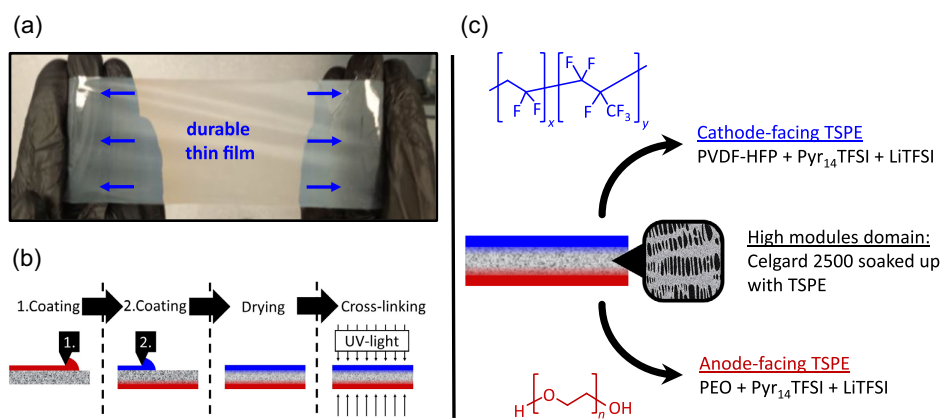 (a)
durable
thin film
(b)
1.Coating
2.Coating
Drying
Cross-linking
1.
2.
UV-light
(c)
F F
F F
F F
CF3
x
y
Cathode-facing TSPE
PVDF-HFP + Pyr14TFSI + LiTFSI
High modules domain:
Celgard 2500 soaked up
with TSPE
Anode-facing TSPE
PEO + Pyr14TFSI + LiTFSI
H
O
n
OH